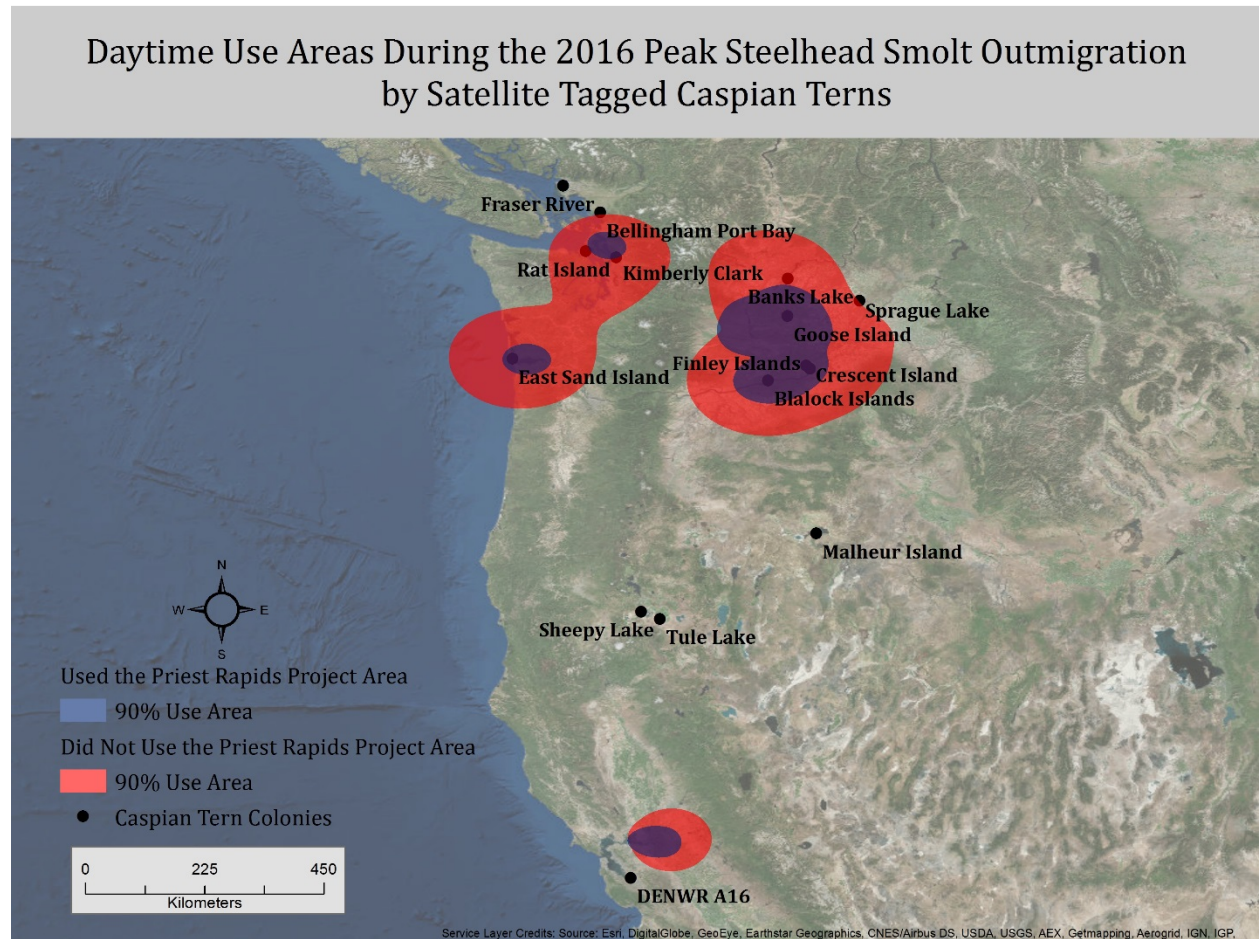 Daytime Use Areas During the 2016 Peak Steelhead Smolt Outmigration
by Satellite Tagged Caspian Terns
Fraser River
Bellingham Port Bay
Rat Island
Kimberly Clark
Banks Lake
Sprague Lake
Goose Island
East Sand Island
Finley Islands
Crescent Island
Blalock Islands
Malheur Island
N
W
E
S
Sheepy Lake
Tule Lake
Used the Priest Rapids Project Area
90% Use Area
Did Not Use the Priest Rapids Project Area
90% Use Area
Caspian Tern Colonies
0 225 450
Kilometers
DENWR A16
Service Layer Credits: Source: Esri, DigitalGlobe, GeoEye, Earthstar Geographics, CNES/Airbus DS, USDA, USGS, AEX, Getmapping, Aerogrid, IGN, IGP,